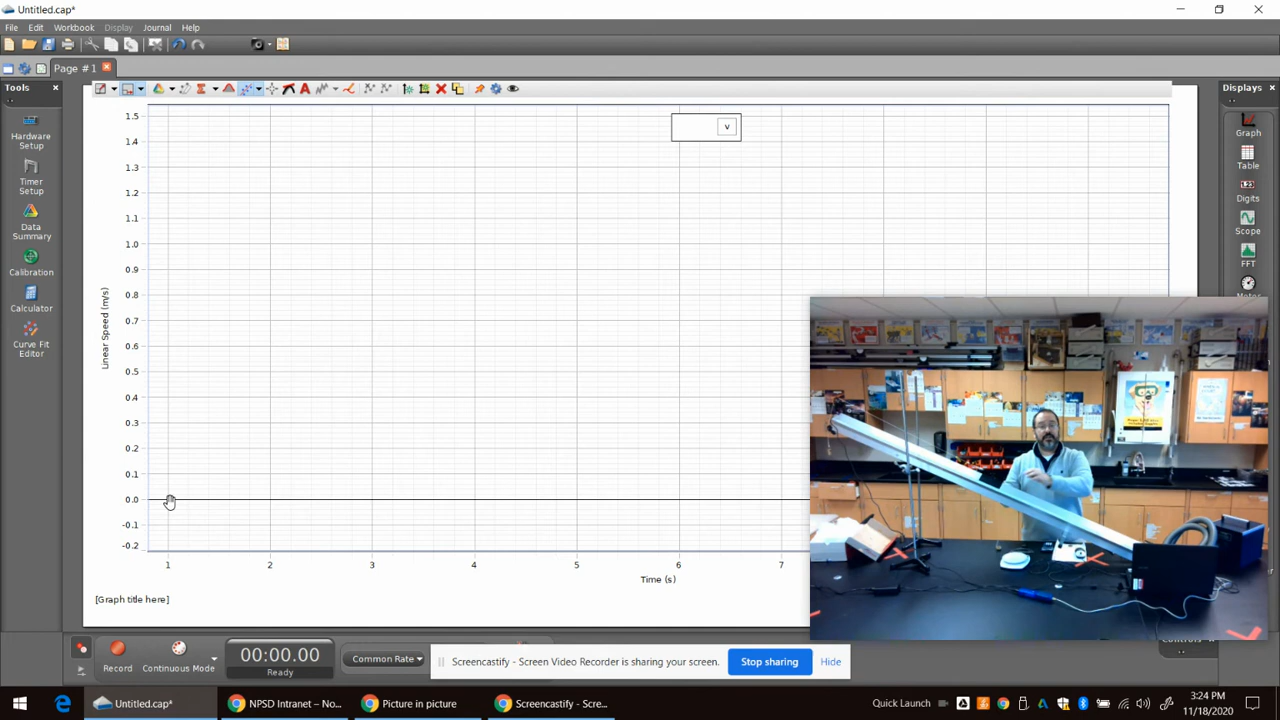 Untitled.cap*
File Edit Workbook Display Journal Help
Page #1
Tools
Displays
Hardware
Setup
Timer
Setup
Data
Summary
Calibration
Calculator
Curve Fit
Editor
1.5
1.4
1.3
1.2
1.1
1.0
0.9
0.8
0.7
0.6
0.5
0.4
0.3
0.2
0.1
0.0
-0.1
-0.2
Linear Speed (m/s)
v
1 2 3 4 5 6 7
Time (s)
[Graph title here]
Graph
Table
1.23
Digits
Scope
FFT
Record
Continuous Mode
00:00.00
Ready
Common Rate
Screencastify - Screen Video Recorder is sharing your screen.
Stop sharing
Hide
Untitled.cap*
NPSD Intranet – No...
Picture in picture
Screencastify - Scre...
Quick Launch
3:24 PM
11/18/2020